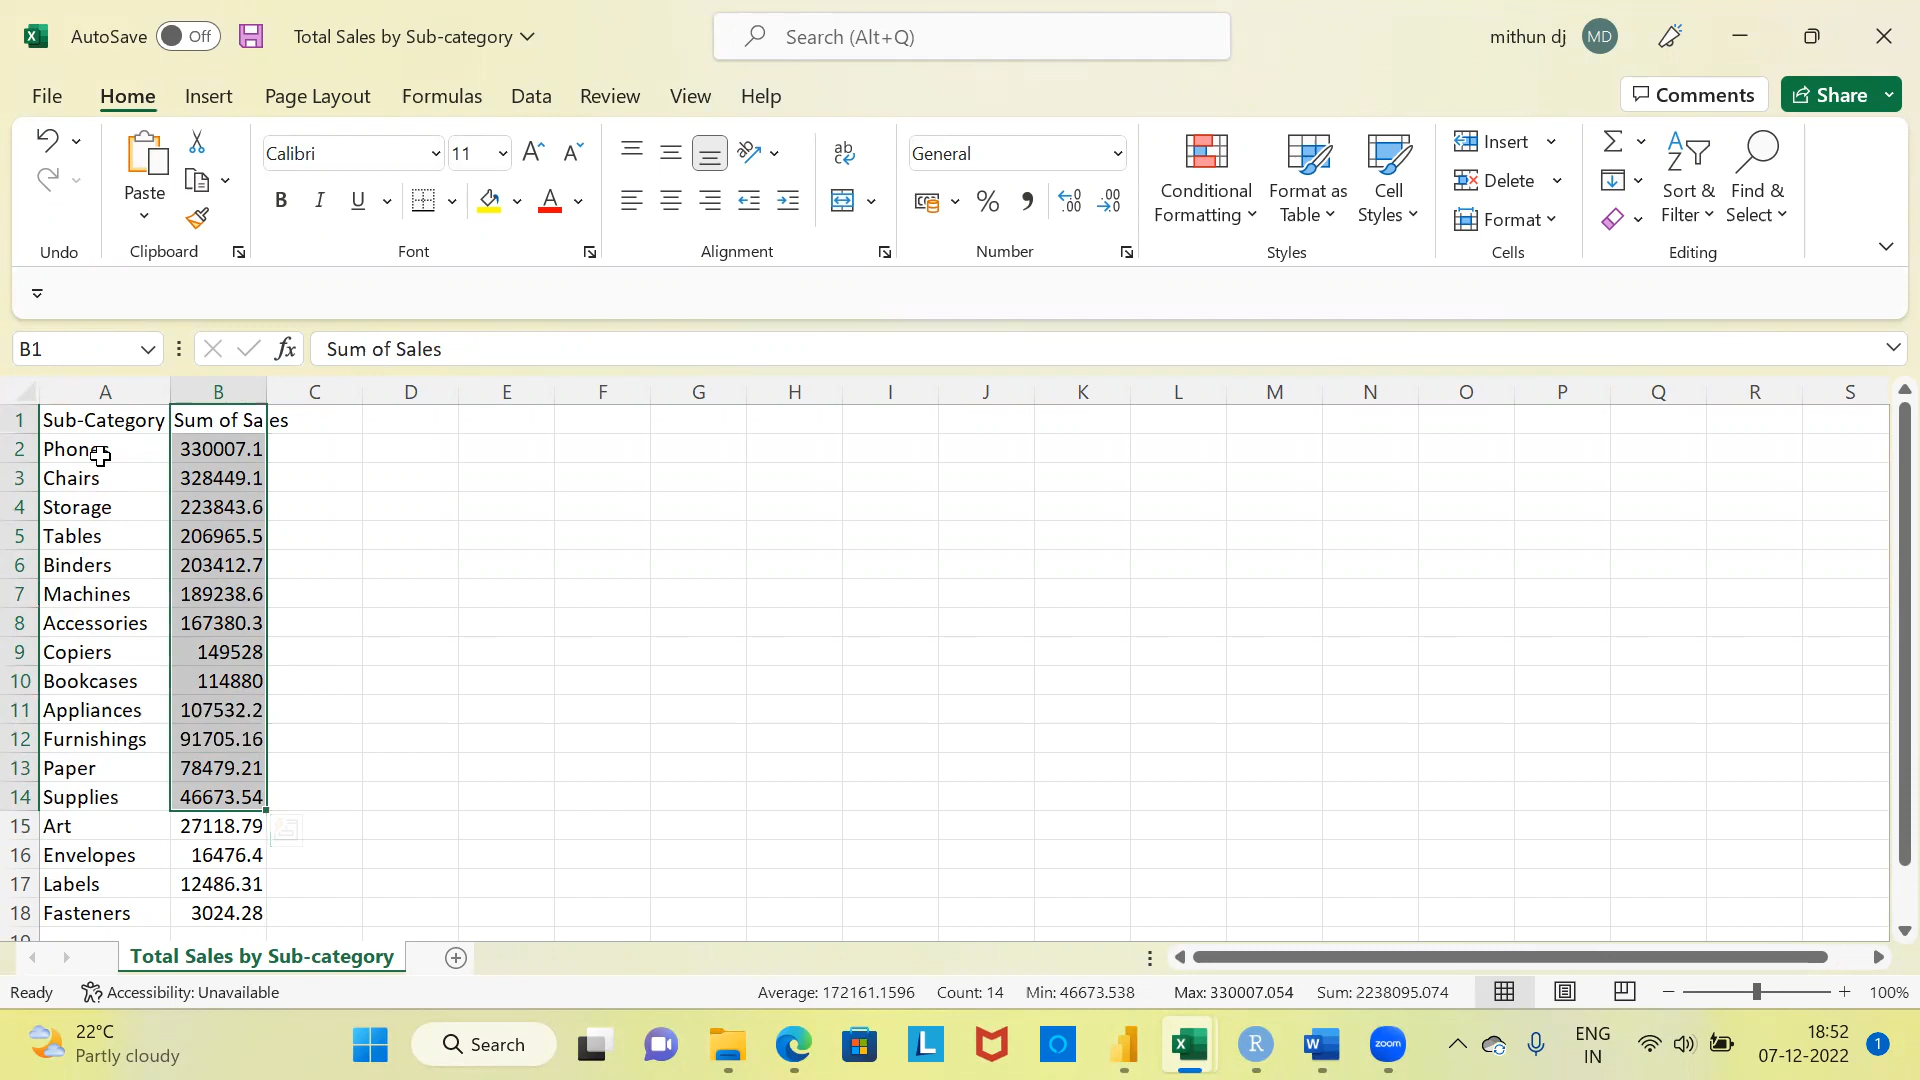 AutoSave Off Total Sales by Sub-category Search (Alt+Q) mithun dj MD
File Home Insert Page Layout Formulas Data Review View Help Comments Share
Paste Calibri 11 General Conditional Formatting Format as Table Cell Styles Insert Delete Format Sort & Filter Find & Select
Undo Clipboard Font Alignment Number Styles Cells Editing
B1 fx Sum of Sales
A B C D E F G H I J K L M N O P Q R S
1 Sub-Category Sum of Sales
2 330007.1
3 Chairs 328449.1
4 Storage 223843.6
5 Tables 206965.5
6 Binders 203412.7
7 Machines 189238.6
8 Accessories 167380.3
9 Copiers 149528
10 Bookcases 114880
11 Appliances 107532.2
12 Furnishings 91705.16
13 Paper 78479.21
14 Supplies 46673.54
15 Art 27118.79
16 Envelopes 16476.4
17 Labels 12486.31
18 Fasteners 3024.28
Total Sales by Sub-category
Ready Accessibility: Unavailable Average: 172161.1596 Count: 14 Min: 46673.538 Max: 330007.054 Sum: 2238095.074 100%
22°C Search ENG 18:52
Partly cloudy IN 07-12-2022 1